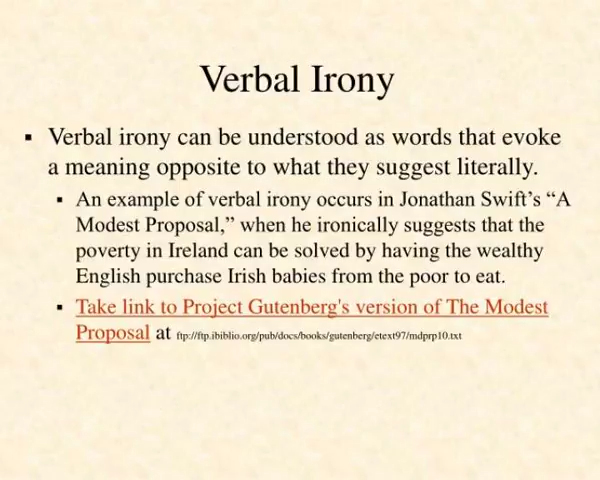 Verbal Irony
▪ Verbal irony can be understood as words that evoke
a meaning opposite to what they suggest literally.
▪ An example of verbal irony occurs in Jonathan Swift's “A
Modest Proposal,” when he ironically suggests that the
poverty in Ireland can be solved by having the wealthy
English purchase Irish babies from the poor to eat.
▪ Take link to Project Gutenberg's version of The Modest
Proposal at ftp://ftp.ibiblio.org/pub/docs/books/gutenberg/etext97/mdprp10.txt